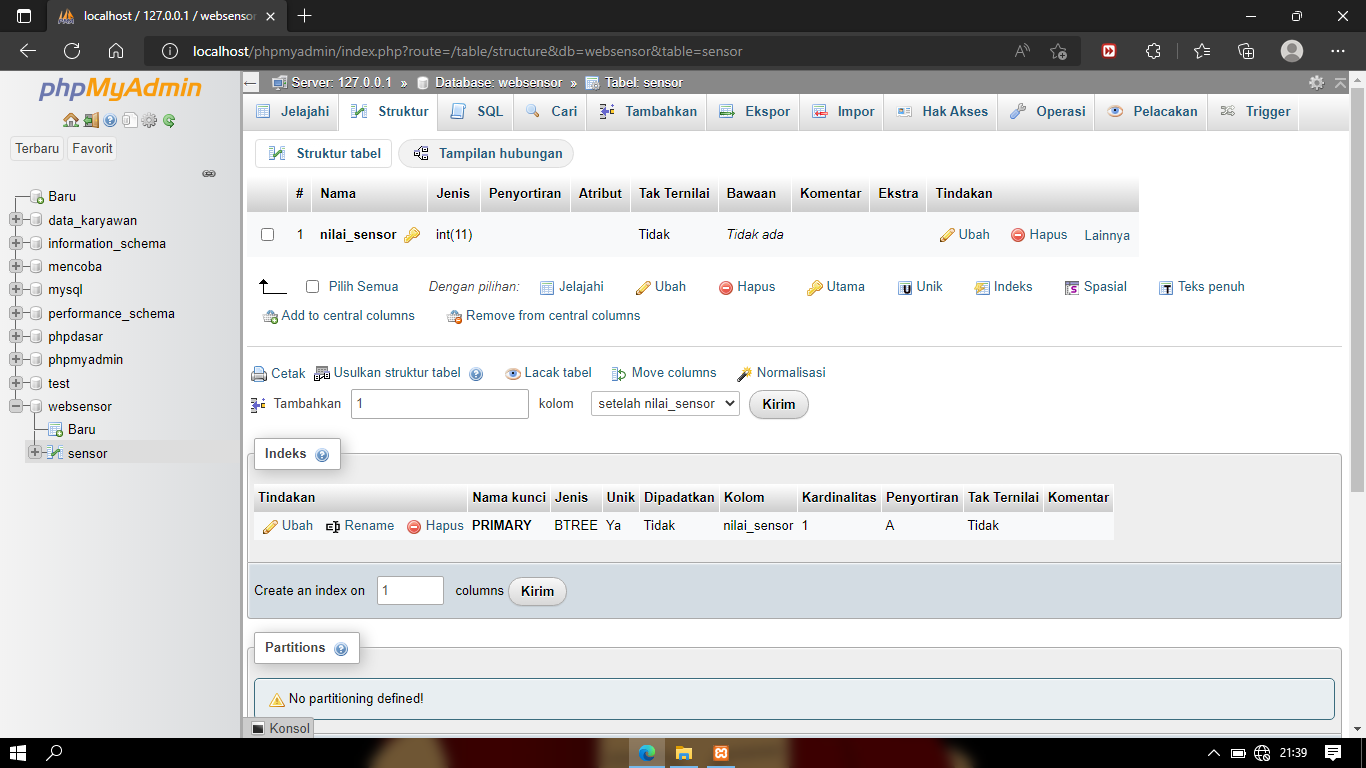 localhost / 127.0.0.1 / websensor
localhost/phpmyadmin/index.php?route=/table/structure&db=websensor&table=sensor
phpMyAdmin
Terbaru Favorit
Baru
data_karyawan
information_schema
mencoba
mysql
performance_schema
phpdasar
phpmyadmin
test
websensor
Baru
sensor
Server: 127.0.0.1 » Database: websensor » Tabel: sensor
Jelajahi Struktur SQL Cari Tambahkan Ekspor Impor Hak Akses Operasi Pelacakan Trigger
Struktur tabel Tampilan hubungan
# Nama Jenis Penyortiran Atribut Tak Ternilai Bawaan Komentar Ekstra Tindakan
1 nilai_sensor int(11) Tidak Tidak ada Ubah Hapus Lainnya
Pilih Semua Dengan pilihan: Jelajahi Ubah Hapus Utama Unik Indeks Spasial Teks penuh
Add to central columns Remove from central columns
Cetak Usulkan struktur tabel Lacak tabel Move columns Normalisasi
Tambahkan 1 kolom setelah nilai_sensor Kirim
Indeks
Tindakan Nama kunci Jenis Unik Dipadatkan Kolom Kardinalitas Penyortiran Tak Ternilai Komentar
Ubah Rename Hapus PRIMARY BTREE Ya Tidak nilai_sensor 1 A Tidak
Create an index on 1 columns Kirim
Partitions
No partitioning defined!
Konsol
21:39